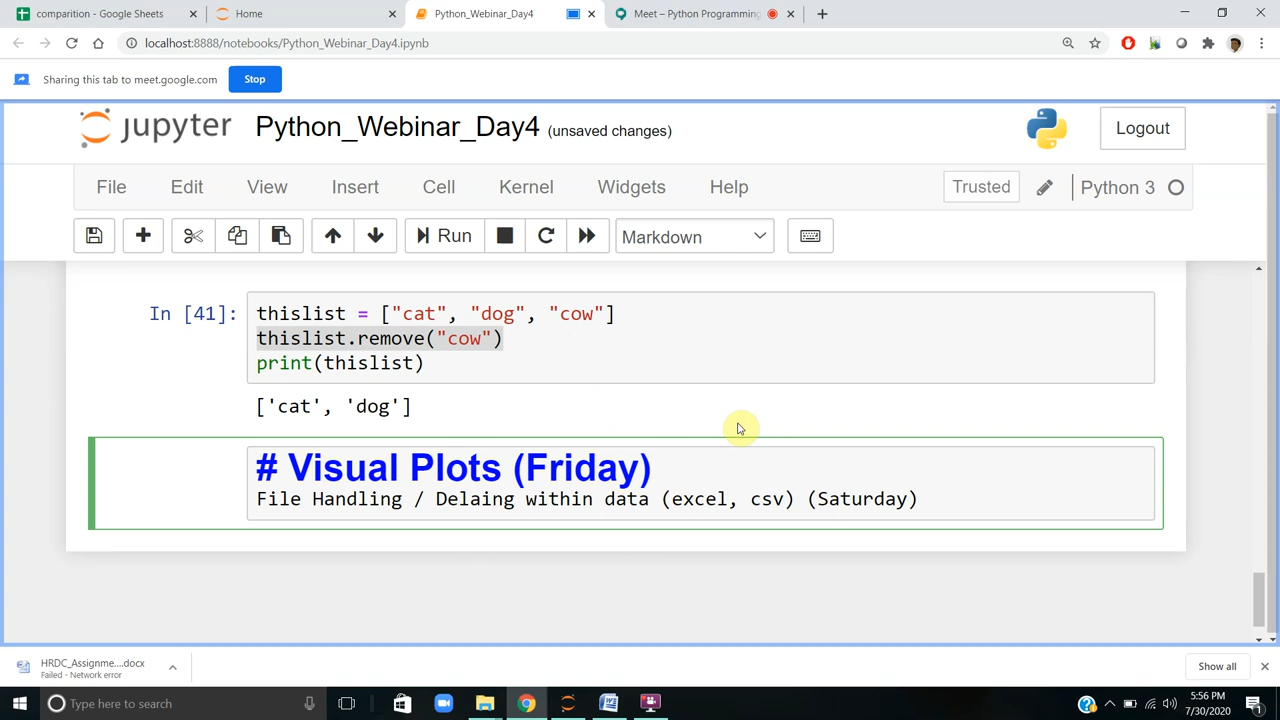 comparition - Google Sheets
Home
Python_Webinar_Day4
Meet – Python Programming
localhost:8888/notebooks/Python_Webinar_Day4.ipynb
Sharing this tab to meet.google.com
Stop
jupyter
Python_Webinar_Day4 (unsaved changes)
Logout
File
Edit
View
Insert
Cell
Kernel
Widgets
Help
Trusted
Python 3
Run
Markdown
In [41]:
thislist = ["cat", "dog", "cow"]
thislist.remove("cow")
print(thislist)
['cat', 'dog']
# Visual Plots (Friday)
File Handling / Delaing within data (excel, csv) (Saturday)
HRDC_Assignme....docx
Failed - Network error
Show all
Type here to search
5:56 PM
7/30/2020
1